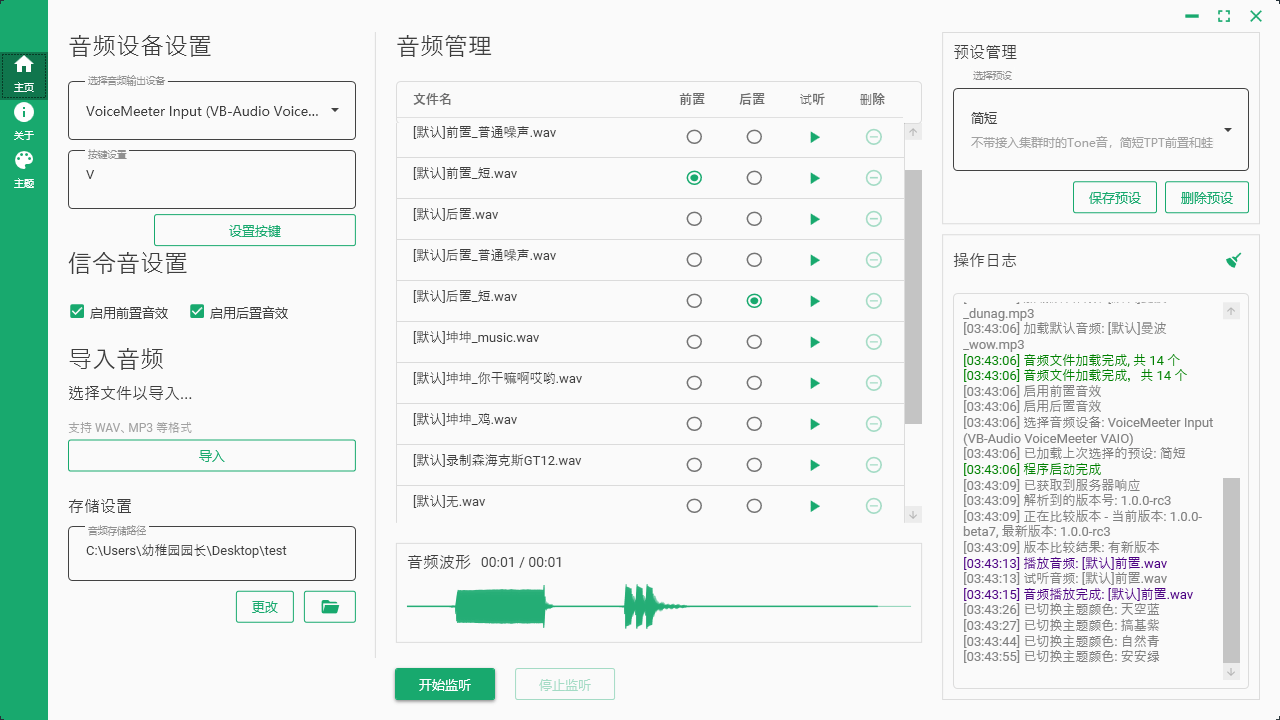 主页
关于
主题
音频设备设置
选择音频输出设备
VoiceMeeter Input (VB-Audio Voice...
按键设置
V
设置按键
信令音设置
启用前置音效
启用后置音效
导入音频
选择文件以导入...
支持 WAV、MP3 等格式
导入
存储设置
音频存储路径
C:\Users\幼稚园园长\Desktop\test
更改
音频管理
文件名 前置 后置 试听 删除
[默认]前置_普通噪声.wav
[默认]前置_短.wav
[默认]后置.wav
[默认]后置_普通噪声.wav
[默认]后置_短.wav
[默认]坤坤_music.wav
[默认]坤坤_你干嘛啊哎哟.wav
[默认]坤坤_鸡.wav
[默认]录制森海克斯GT12.wav
[默认]无.wav
音频波形 00:01 / 00:01
开始监听
停止监听
预设管理
选择预设
简短
不带接入集群时的Tone音，简短TPT前置和蛙
保存预设
删除预设
操作日志
_dunag.mp3
[03:43:06] 加载默认音频: [默认]曼波
_wow.mp3
[03:43:06] 音频文件加载完成, 共 14 个
[03:43:06] 音频文件加载完成，共 14 个
[03:43:06] 启用前置音效
[03:43:06] 启用后置音效
[03:43:06] 选择音频设备: VoiceMeeter Input
(VB-Audio VoiceMeeter VAIO)
[03:43:06] 已加载上次选择的预设: 简短
[03:43:06] 程序启动完成
[03:43:09] 已获取到服务器响应
[03:43:09] 解析到的版本号: 1.0.0-rc3
[03:43:09] 正在比较版本 - 当前版本: 1.0.0-
beta7, 最新版本: 1.0.0-rc3
[03:43:09] 版本比较结果: 有新版本
[03:43:13] 播放音频: [默认]前置.wav
[03:43:13] 试听音频: [默认]前置.wav
[03:43:15] 音频播放完成: [默认]前置.wav
[03:43:26] 已切换主题颜色: 天空蓝
[03:43:27] 已切换主题颜色: 搞基紫
[03:43:44] 已切换主题颜色: 自然青
[03:43:55] 已切换主题颜色: 安安绿